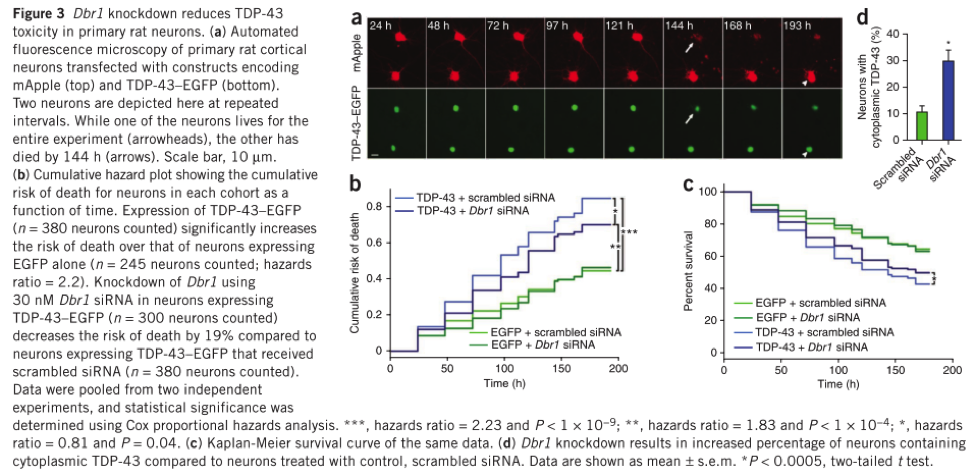 Figure 3 Dbr1 knockdown reduces TDP-43
toxicity in primary rat neurons. (a) Automated
fluorescence microscopy of primary rat cortical
neurons transfected with constructs encoding
mApple (top) and TDP-43–EGFP (bottom).
Two neurons are depicted here at repeated
intervals. While one of the neurons lives for the
entire experiment (arrowheads), the other has
died by 144 h (arrows). Scale bar, 10 μm.
(b) Cumulative hazard plot showing the cumulative
risk of death for neurons in each cohort as a
function of time. Expression of TDP-43–EGFP
(n = 380 neurons counted) significantly increases
the risk of death over that of neurons expressing
EGFP alone (n = 245 neurons counted; hazards
ratio = 2.2). Knockdown of Dbr1 using
30 nM Dbr1 siRNA in neurons expressing
TDP-43–EGFP (n = 300 neurons counted)
decreases the risk of death by 19% compared to
neurons expressing TDP-43–EGFP that received
scrambled siRNA (n = 380 neurons counted).
Data were pooled from two independent
experiments, and statistical significance was
determined using Cox proportional hazards analysis. ***, hazards ratio = 2.23 and P < 1 × 10⁻⁹; **, hazards ratio = 1.83 and P < 1 × 10⁻⁴; *, hazards
ratio = 0.81 and P = 0.04. (c) Kaplan-Meier survival curve of the same data. (d) Dbr1 knockdown results in increased percentage of neurons containing
cytoplasmic TDP-43 compared to neurons treated with control, scrambled siRNA. Data are shown as mean ± s.e.m. *P < 0.0005, two-tailed t test.
a
24 h 48 h 72 h 97 h 121 h 144 h 168 h 193 h
mApple
TDP-43–EGFP
d
Neurons with
cytoplasmic TDP-43 (%)
40
30
20
10
0
*
Scrambled
siRNA
Dbr1
siRNA
b
Cumulative risk of death
0.8
0.6
0.4
0.2
0
TDP-43 + scrambled siRNA
TDP-43 + Dbr1 siRNA
*
**
***
EGFP + scrambled siRNA
EGFP + Dbr1 siRNA
0 50 100 150 200
Time (h)
c
Percent survival
100
80
60
40
20
0
*
EGFP + scrambled siRNA
EGFP + Dbr1 siRNA
TDP-43 + scrambled siRNA
TDP-43 + Dbr1 siRNA
0 50 100 150 200
Time (h)